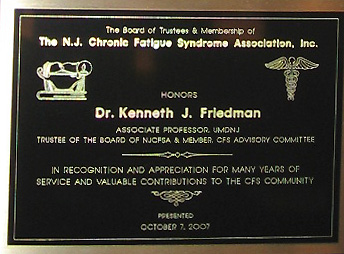 The Board of Trustees & Membership of
The N.J. Chronic Fatigue Syndrome Association, Inc.
HONORS
Dr. Kenneth J. Friedman
ASSOCIATE PROFESSOR, UMDNJ
TRUSTEE OF THE BOARD OF NJCFSA & MEMBER, CFS ADVISORY COMMITTEE
IN RECOGNITION AND APPRECIATION FOR MANY YEARS OF
SERVICE AND VALUABLE CONTRIBUTIONS TO THE CFS COMMUNITY
PRESENTED
OCTOBER 7, 2007